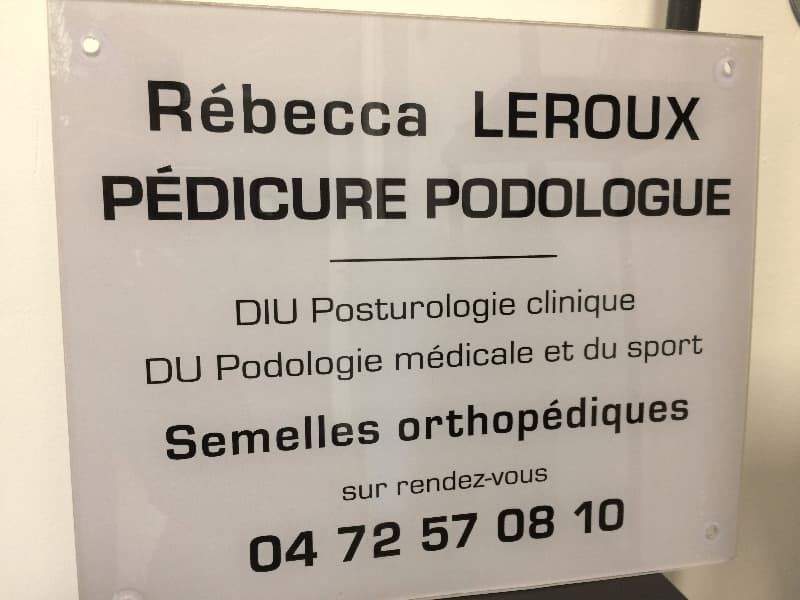 Rébecca LEROUX
PÉDICURE PODOLOGUE
DIU Posturologie clinique
DU Podologie médicale et du sport
Semelles orthopédiques
sur rendez-vous
04 72 57 08 10